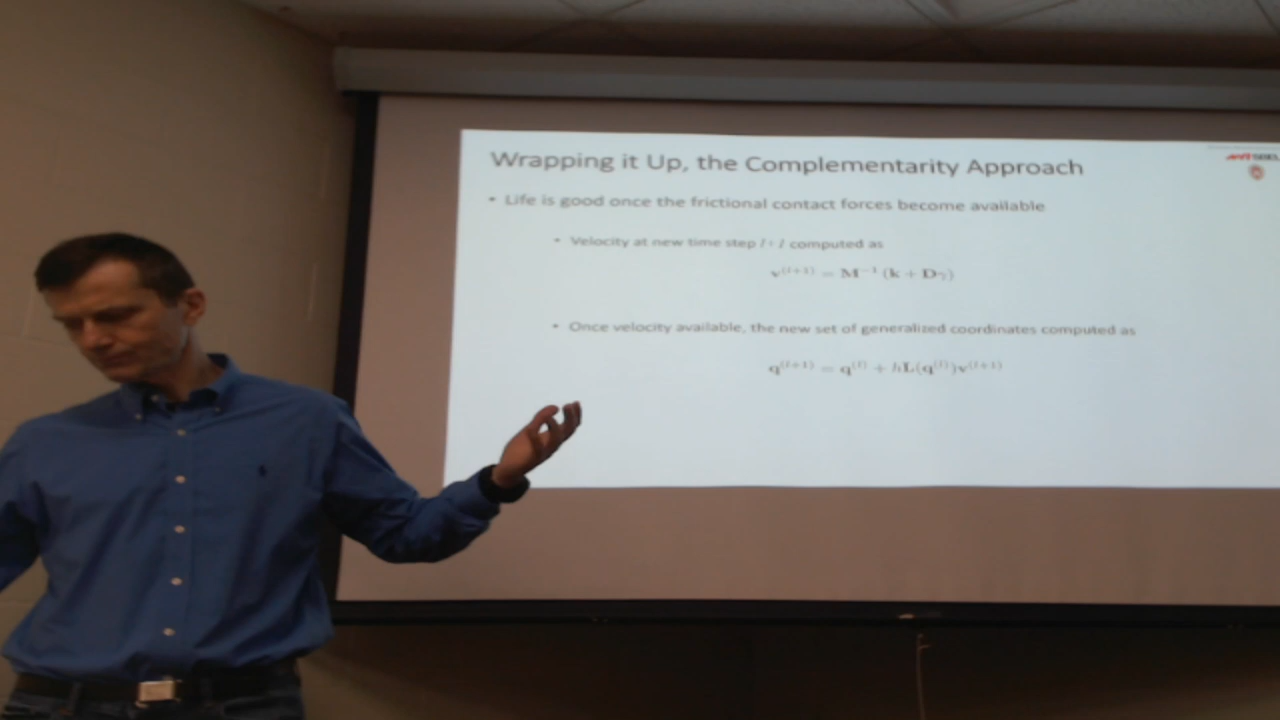 Wrapping it Up, the Complementarity Approach
• Life is good once the frictional contact forces become available
• Velocity at new time step l+1 computed as
v^(l+1) = M^−1 (k + Dγ)
• Once velocity available, the new set of generalized coordinates computed as
q^(l+1) = q^(l) + hL(q^(l))v^(l+1)